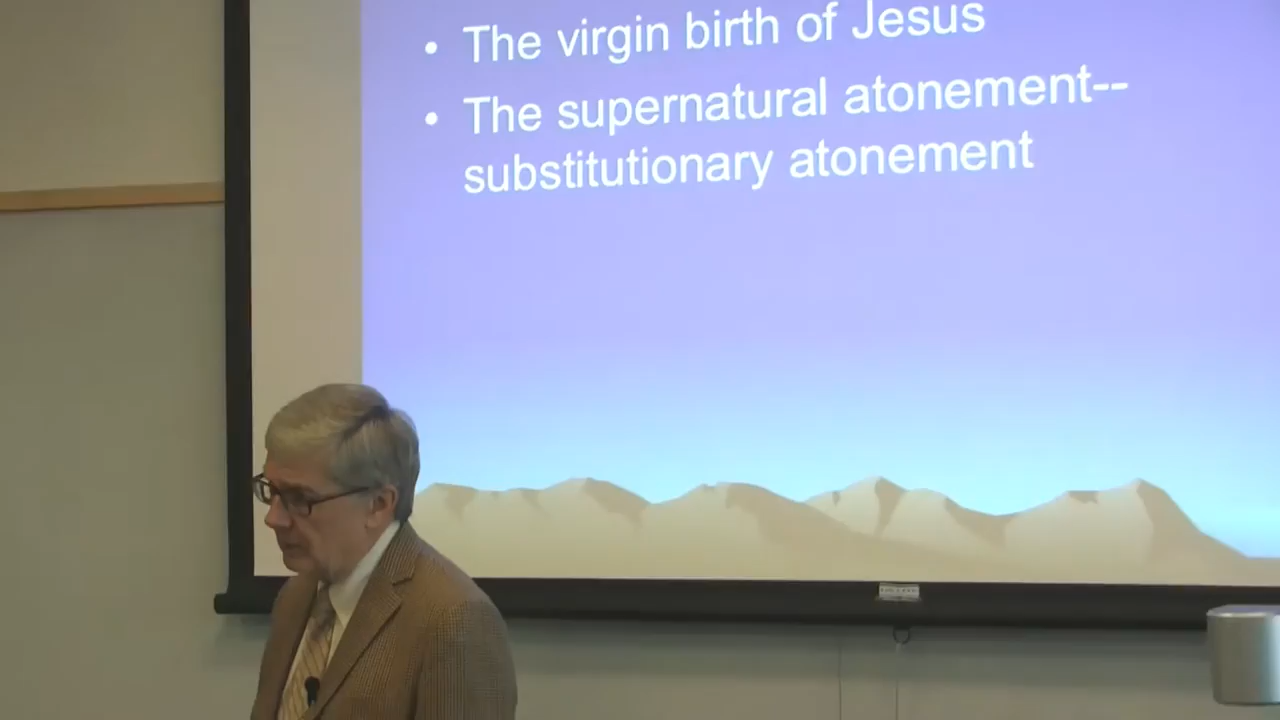 • The virgin birth of Jesus
• The supernatural atonement--
substitutionary atonement